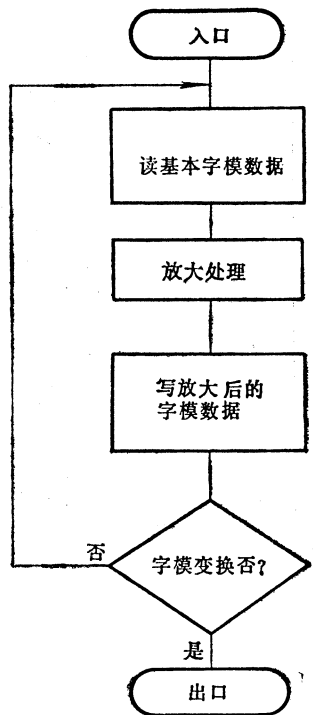 入口
读基本字模数据
放大处理
写放大后的
字模数据
字模变换否?
否
是
出口